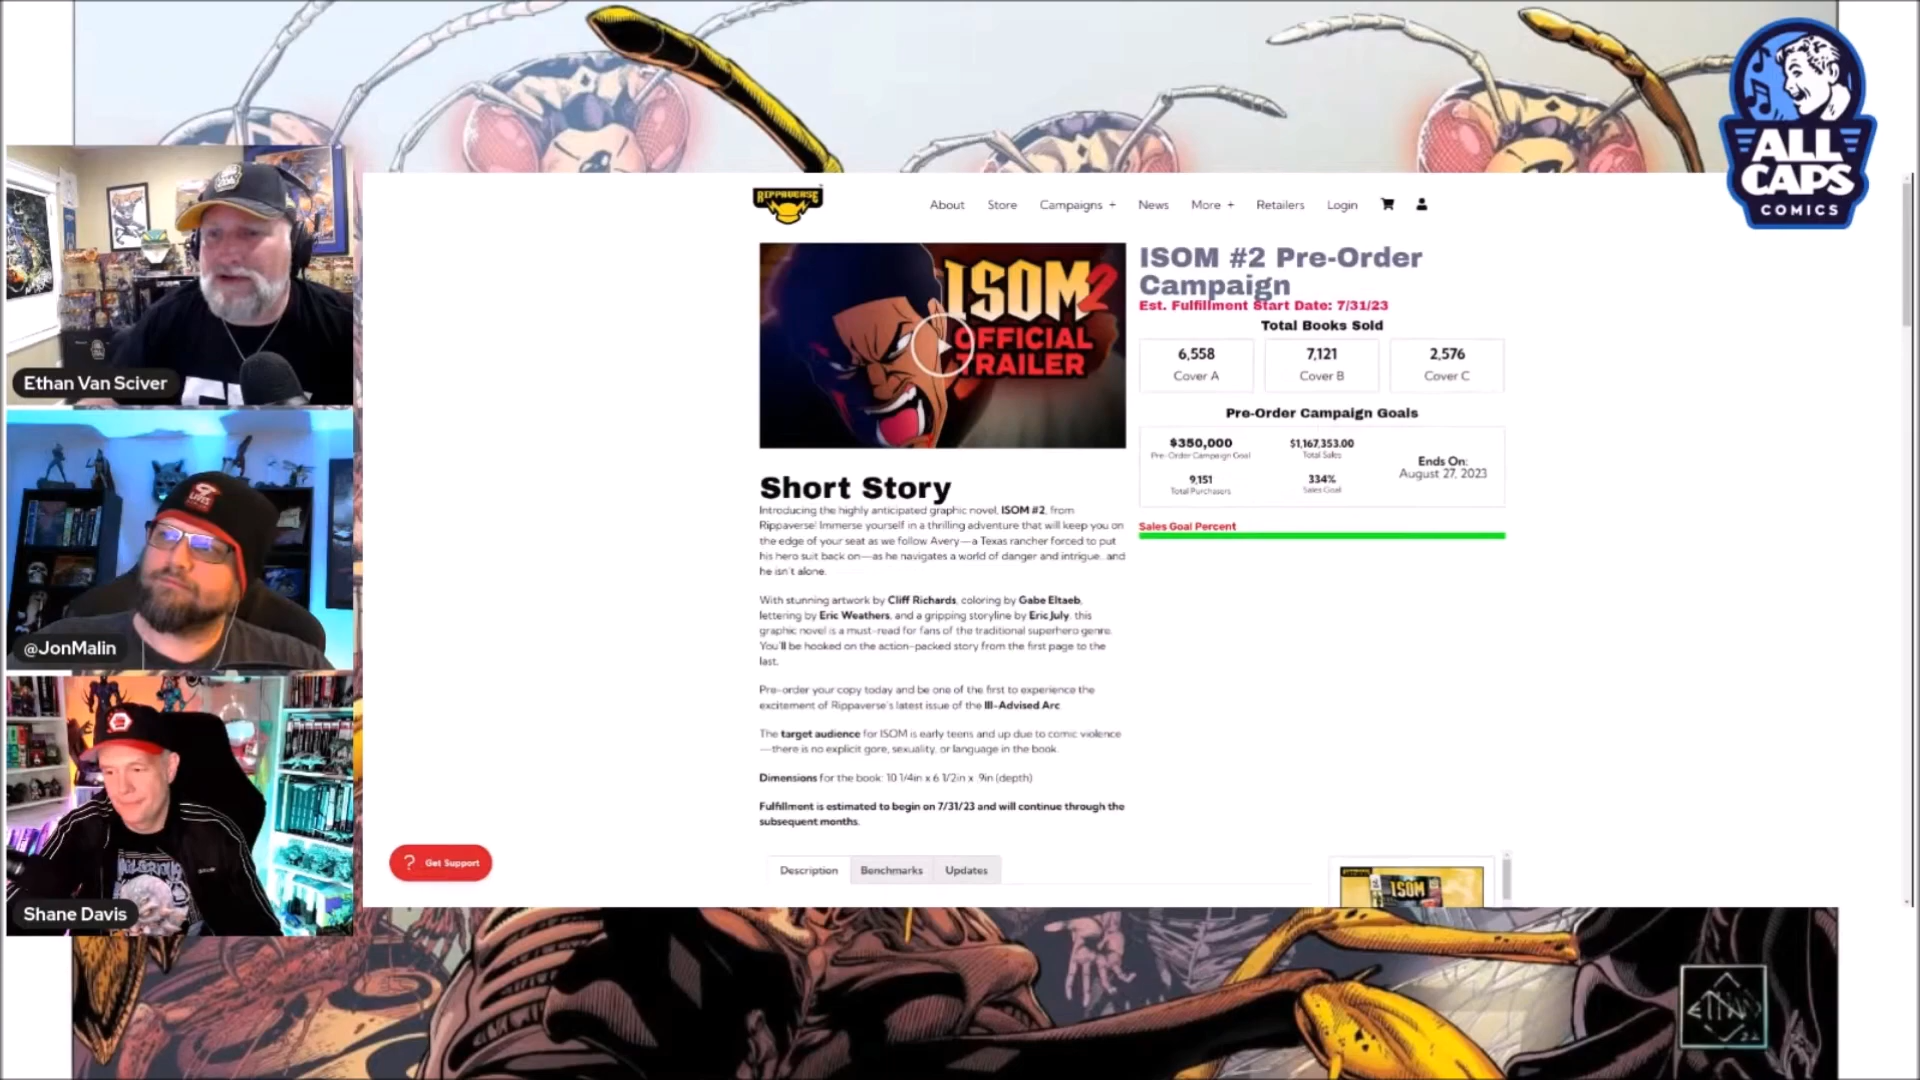 ALL
CAPS
COMICS
Ethan Van Sciver
@JonMalin
Shane Davis
RIPPAVERSE
About Store Campaigns + News More + Retailers Login
ISOM 2
OFFICIAL
TRAILER
ISOM #2 Pre-Order
Campaign
Est. Fulfillment Start Date: 7/31/23
Total Books Sold
6,558 7,121 2,576
Cover A Cover B Cover C
Pre-Order Campaign Goals
$350,000 $1,167,353.00
Pre-Order Campaign Goal Total Sales
Ends On:
August 27, 2023
9,151 334%
Total Purchasers Sales Goal
Sales Goal Percent
Short Story
Introducing the highly anticipated graphic novel, ISOM #2, from
Rippaverse! Immerse yourself in a thrilling adventure that will keep you on
the edge of your seat as we follow Avery—a Texas rancher forced to put
his hero suit back on—as he navigates a world of danger and intrigue...and
he isn't alone.
With stunning artwork by Cliff Richards, coloring by Gabe Eltaeb,
lettering by Eric Weathers, and a gripping storyline by Eric July, this
graphic novel is a must-read for fans of the traditional superhero genre.
You'll be hooked on the action-packed story from the first page to the
last.
Pre-order your copy today and be one of the first to experience the
excitement of Rippaverse's latest issue of the Ill-Advised Arc
The target audience for ISOM is early teens and up due to comic violence
—there is no explicit gore, sexuality, or language in the book.
Dimensions for the book: 10 1/4in x 6 1/2in x .9in (depth)
Fulfillment is estimated to begin on 7/31/23 and will continue through the
subsequent months.
? Get Support
Description Benchmarks Updates
ISOM
ETHAN
22